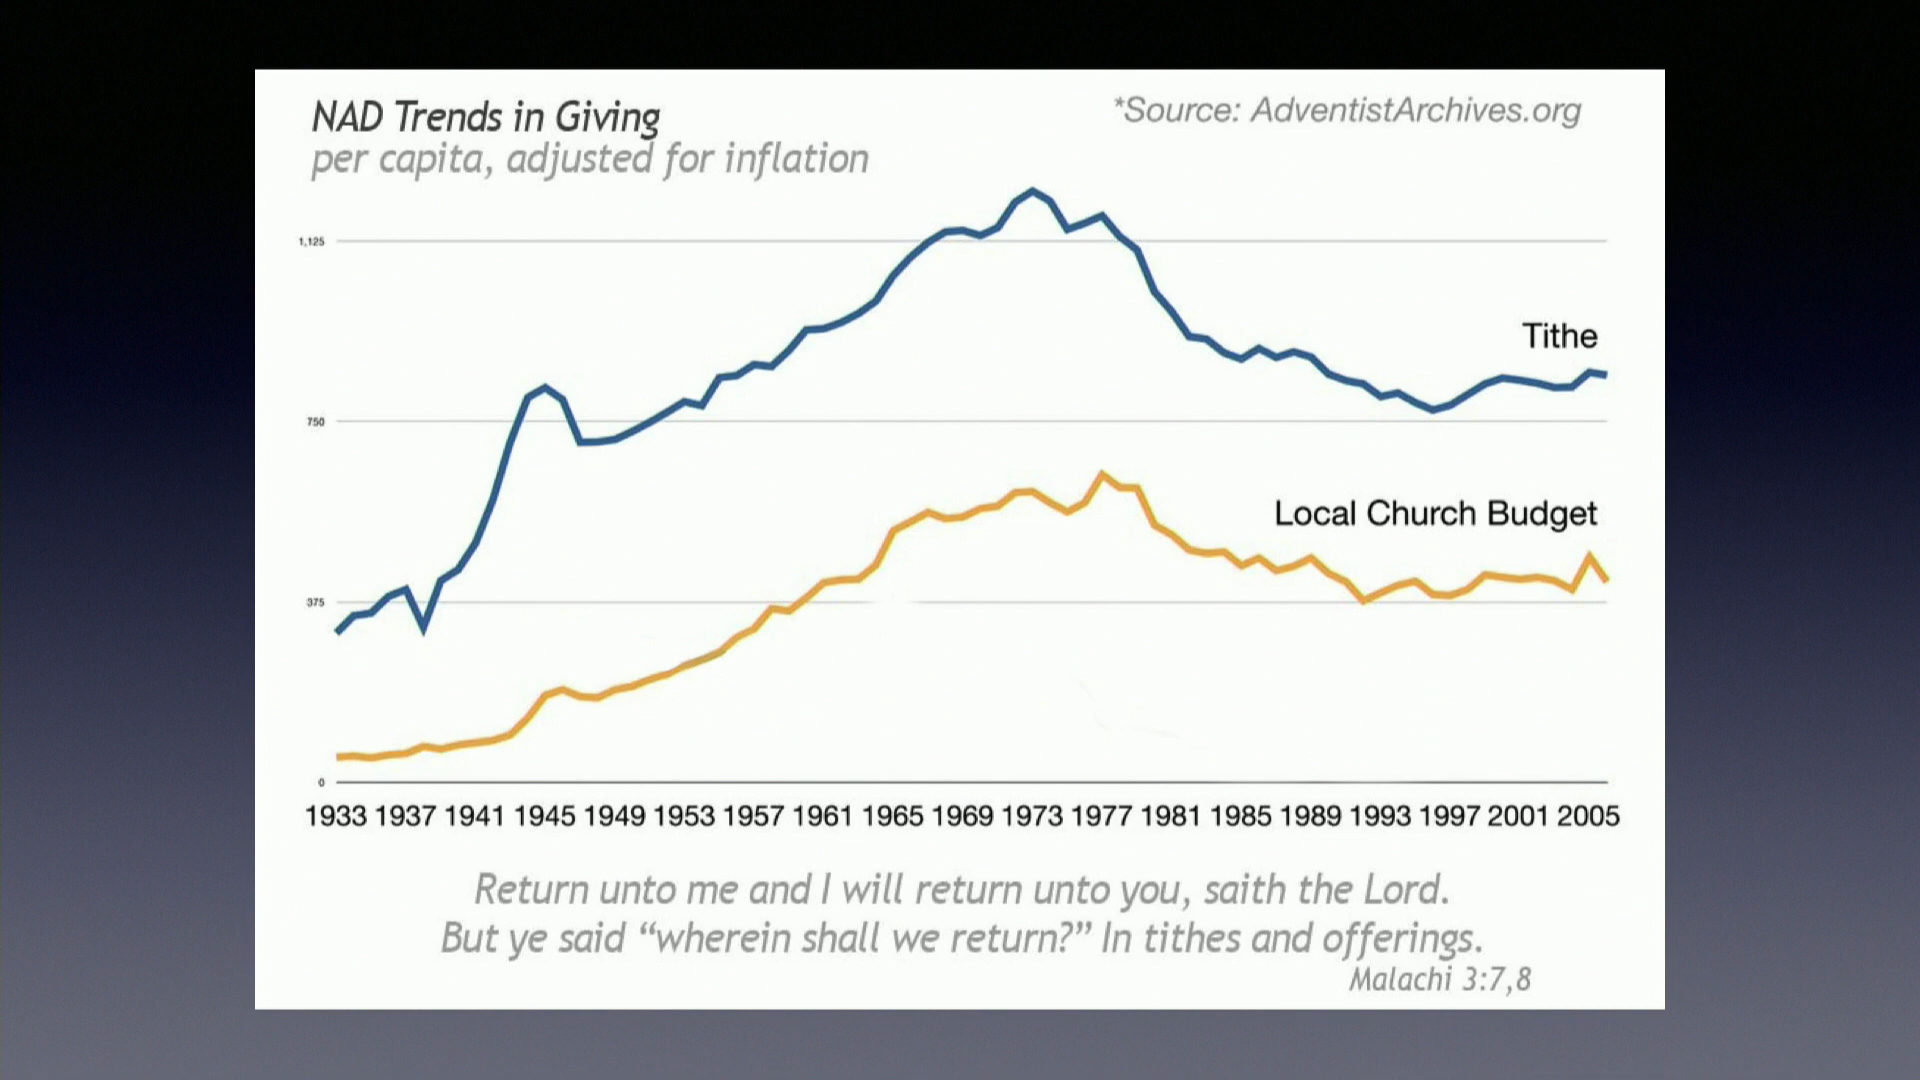 NAD Trends in Giving
*Source: AdventistArchives.org
per capita, adjusted for inflation
1,125
Tithe
750
Local Church Budget
375
0
1933 1937 1941 1945 1949 1953 1957 1961 1965 1969 1973 1977 1981 1985 1989 1993 1997 2001 2005
Return unto me and I will return unto you, saith the Lord.
But ye said “wherein shall we return?” In tithes and offerings.
Malachi 3:7,8